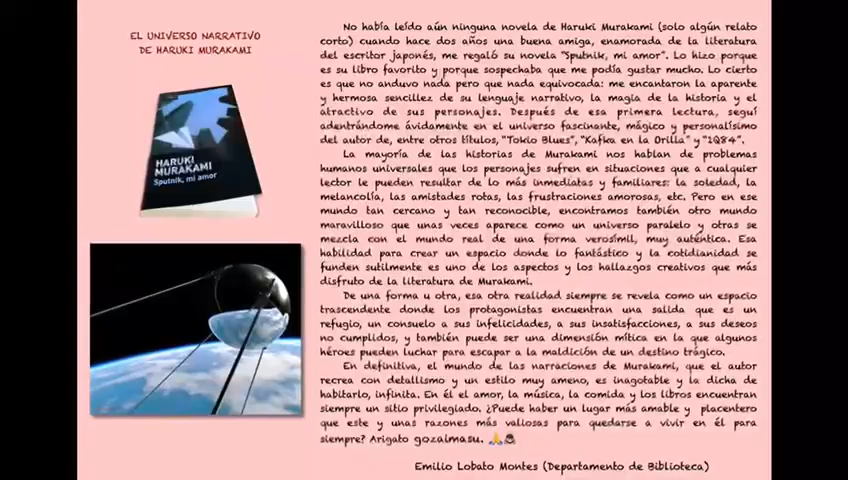 EL UNIVERSO NARRATIVO
DE HARUKI MURAKAMI
HARUKI
MURAKAMI
Sputnik, mi amor
No había leído aún ninguna novela de Haruki Murakami (solo algún relato
corto) cuando hace dos años una buena amiga, enamorada de la literatura
del escritor japonés, me regaló su novela "Sputnik, mi amor". Lo hizo porque
es su libro favorito y porque sospechaba que me podía gustar mucho. Lo cierto
es que no anduvo nada pero que nada equivocada: me encantaron la aparente
y hermosa sencillez de su lenguaje narrativo, la magia de la historia y el
atractivo de sus personajes. Después de esa primera lectura, seguí
adentrándome ávidamente en el universo fascinante, mágico y personalísimo
del autor de, entre otros títulos, "Tokio Blues", "Kafka en la Orilla" y "1Q84".
La mayoría de las historias de Murakami nos hablan de problemas
humanos universales que los personajes sufren en situaciones que a cualquier
lector le pueden resultar de lo más inmediatas y familiares: la soledad, la
melancolía, las amistades rotas, las frustraciones amorosas, etc. Pero en ese
mundo tan cercano y tan reconocible, encontramos también otro mundo
maravilloso que unas veces aparece como un universo paralelo y otras se
mezcla con el mundo real de una forma verosímil, muy auténtica. Esa
habilidad para crear un espacio donde lo fantástico y la cotidianidad se
funden sutilmente es uno de los aspectos y los hallazgos creativos que más
disfruto de la literatura de Murakami.
De una forma u otra, esa otra realidad siempre se revela como un espacio
trascendente donde los protagonistas encuentran una salida que es un
refugio, un consuelo a sus infelicidades, a sus insatisfacciones, a sus deseos
no cumplidos, y también puede ser una dimensión mítica en la que algunos
héroes pueden luchar para escapar a la maldición de un destino trágico.
En definitiva, el mundo de las narraciones de Murakami, que el autor
recrea con detallismo y un estilo muy ameno, es inagotable y la dicha de
habitarlo, infinita. En él el amor, la música, la comida y los libros encuentran
siempre un sitio privilegiado. ¿Puede haber un lugar más amable y placentero
que este y unas razones más valiosas para quedarse a vivir en él para
siempre? Arigato gozaimasu. 🙏🙇
Emilio Lobato Montes (Departamento de Biblioteca)